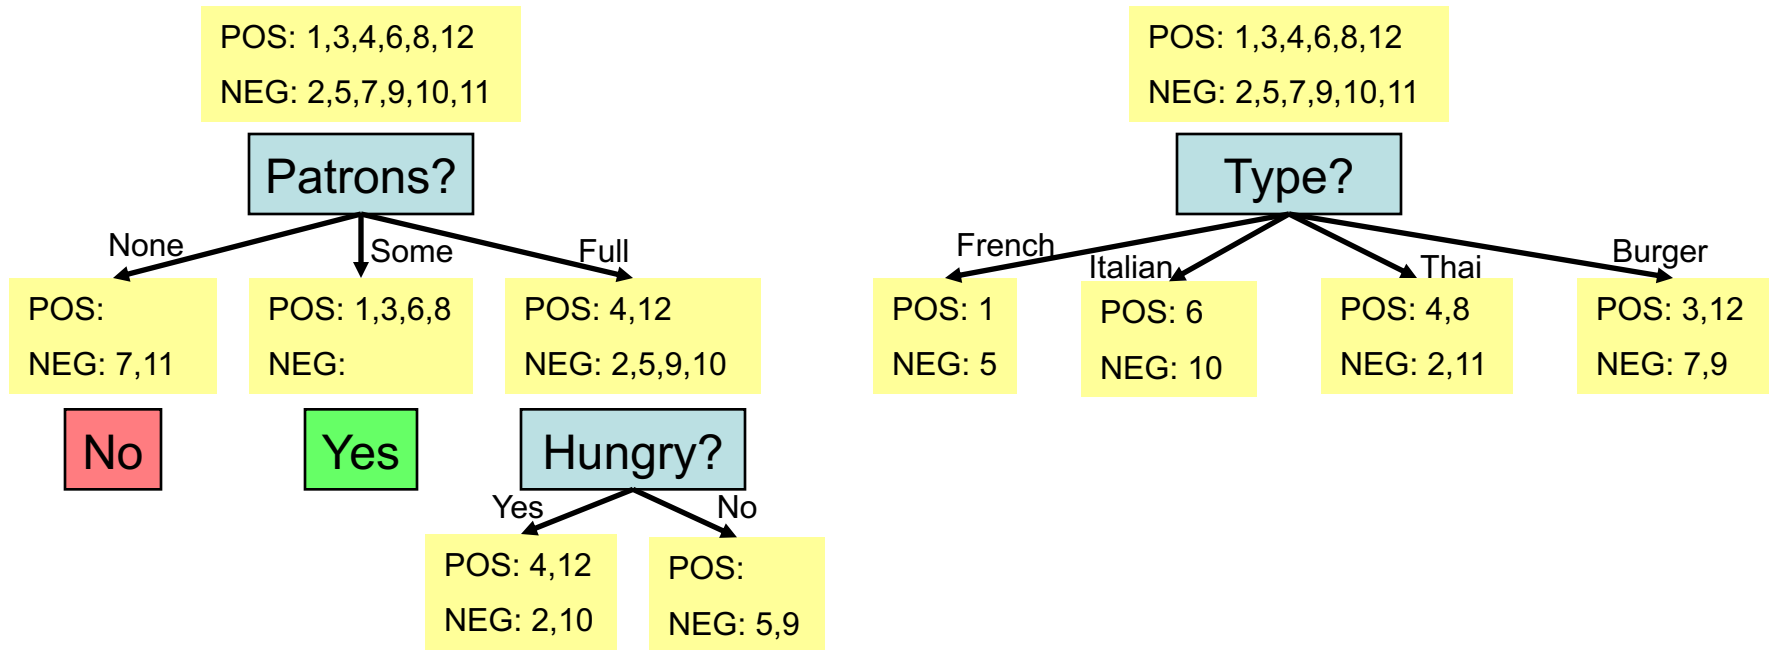 POS: 1,3,4,6,8,12
NEG: 2,5,7,9,10,11
Patrons?
None
Some
Full
POS:
NEG: 7,11
POS: 1,3,6,8
NEG:
POS: 4,12
NEG: 2,5,9,10
No
Yes
Hungry?
Yes
No
POS: 4,12
NEG: 2,10
POS:
NEG: 5,9
POS: 1,3,4,6,8,12
NEG: 2,5,7,9,10,11
Type?
French
Italian
Thai
Burger
POS: 1
NEG: 5
POS: 6
NEG: 10
POS: 4,8
NEG: 2,11
POS: 3,12
NEG: 7,9